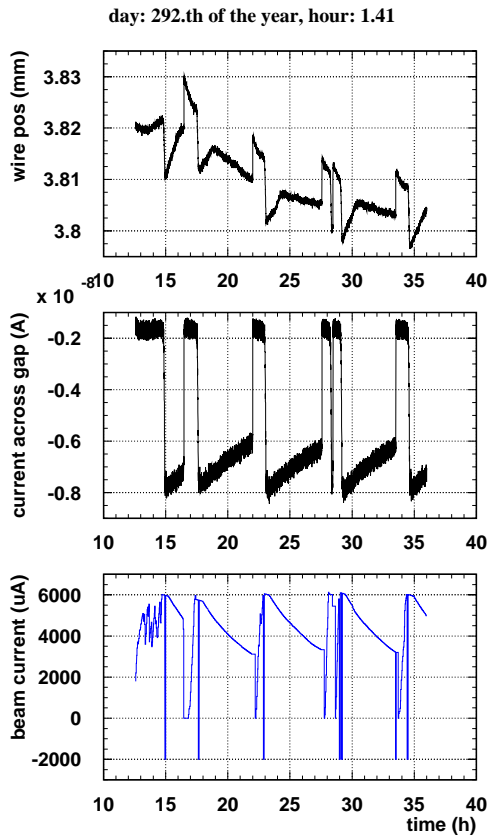 day: 292.th of the year, hour: 1.41
wire pos (mm)
3.83
3.82
3.81
3.8
10 15 20 25 30 35 40
x 10 -8
current across gap (A)
-0.2
-0.4
-0.6
-0.8
10 15 20 25 30 35 40
beam current (uA)
6000
4000
2000
0
-2000
10 15 20 25 30 35 40
time (h)